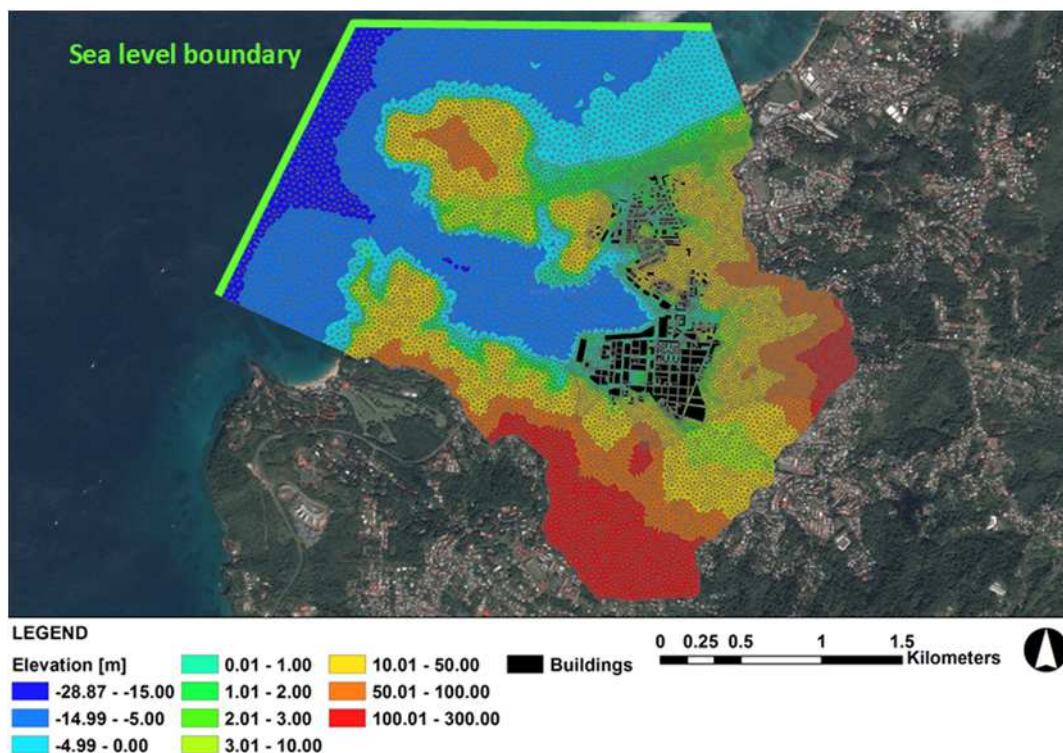 Sea level boundary
LEGEND
Elevation [m]
-28.87 - -15.00
-14.99 - -5.00
-4.99 - 0.00
0.01 - 1.00
1.01 - 2.00
2.01 - 3.00
3.01 - 10.00
10.01 - 50.00
50.01 - 100.00
100.01 - 300.00
Buildings
0 0.25 0.5 1 1.5
Kilometers